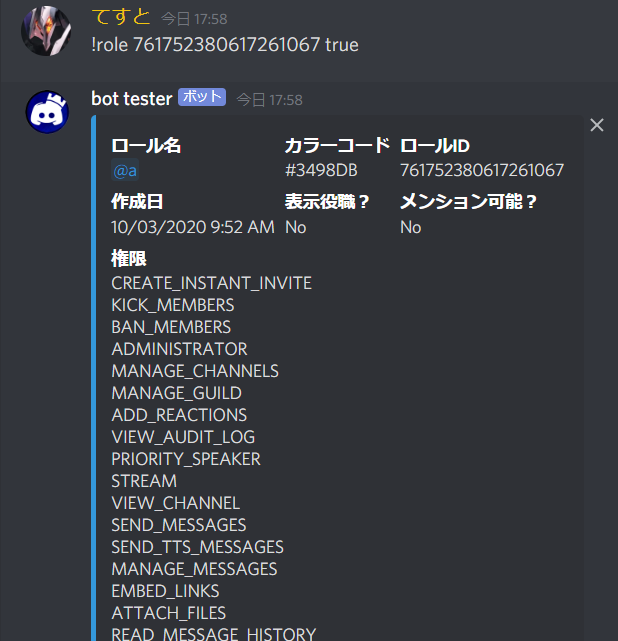 てすと 今日 17:58
!role 761752380617261067 true
bot tester ボット 今日 17:58
ロール名 カラーコード ロールID
@a #3498DB 761752380617261067
作成日 表示役職？ メンション可能？
10/03/2020 9:52 AM No No
権限
CREATE_INSTANT_INVITE
KICK_MEMBERS
BAN_MEMBERS
ADMINISTRATOR
MANAGE_CHANNELS
MANAGE_GUILD
ADD_REACTIONS
VIEW_AUDIT_LOG
PRIORITY_SPEAKER
STREAM
VIEW_CHANNEL
SEND_MESSAGES
SEND_TTS_MESSAGES
MANAGE_MESSAGES
EMBED_LINKS
ATTACH_FILES
READ_MESSAGE_HISTORY